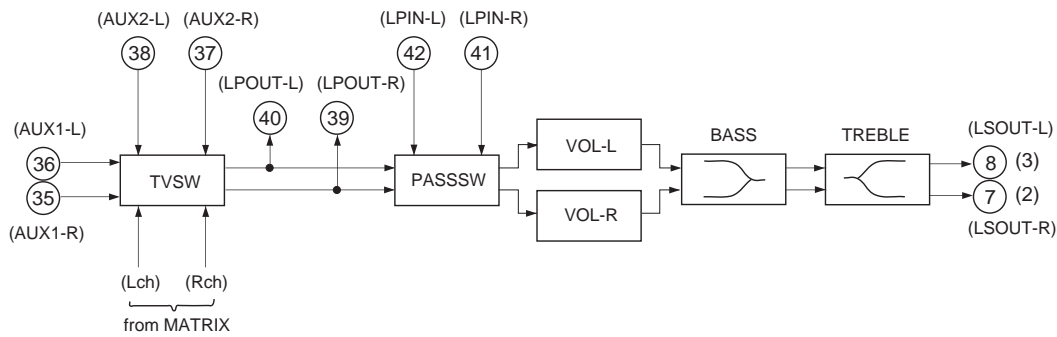 (AUX2-L) (AUX2-R) (LPIN-L) (LPIN-R)
38 37 42 41
(LPOUT-L) (LPOUT-R)
40 39
(AUX1-L)
36
35
(AUX1-R)
TVSW
PASSSW
VOL-L
VOL-R
BASS
TREBLE
(LSOUT-L)
8 (3)
7 (2)
(LSOUT-R)
(Lch) (Rch)
from MATRIX